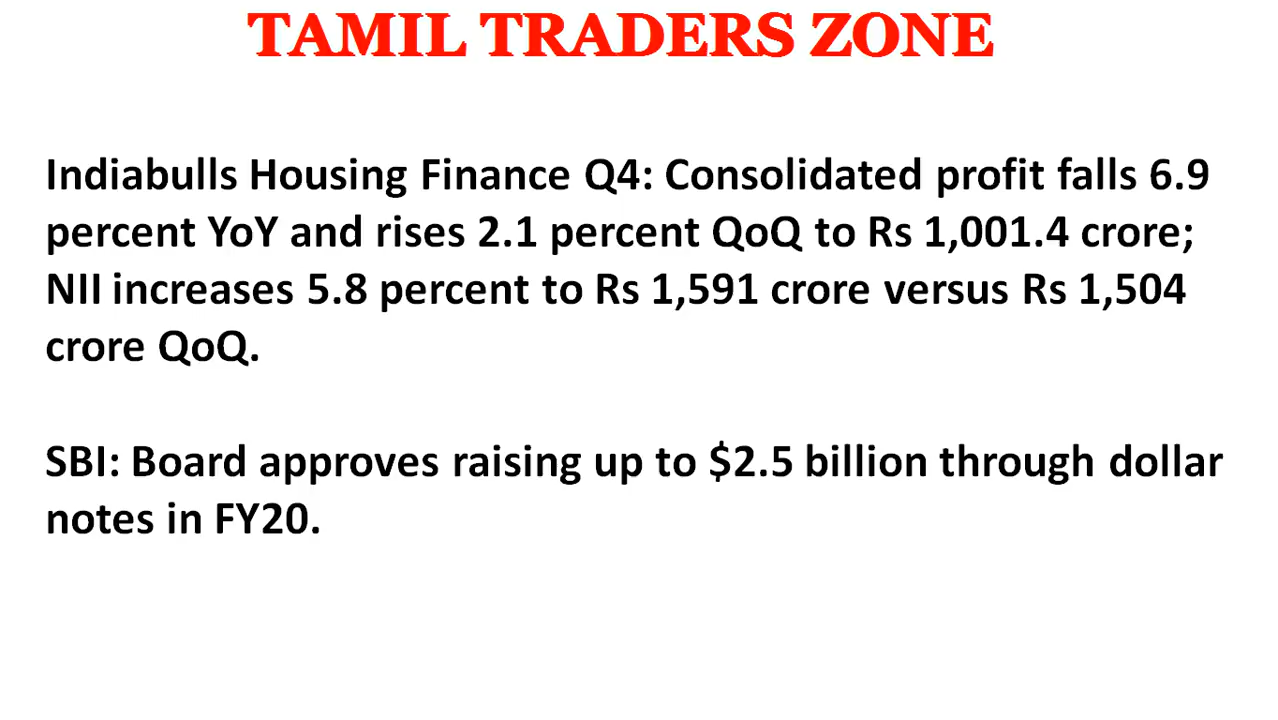 TAMIL TRADERS ZONE
Indiabulls Housing Finance Q4: Consolidated profit falls 6.9
percent YoY and rises 2.1 percent QoQ to Rs 1,001.4 crore;
NII increases 5.8 percent to Rs 1,591 crore versus Rs 1,504
crore QoQ.
SBI: Board approves raising up to $2.5 billion through dollar
notes in FY20.